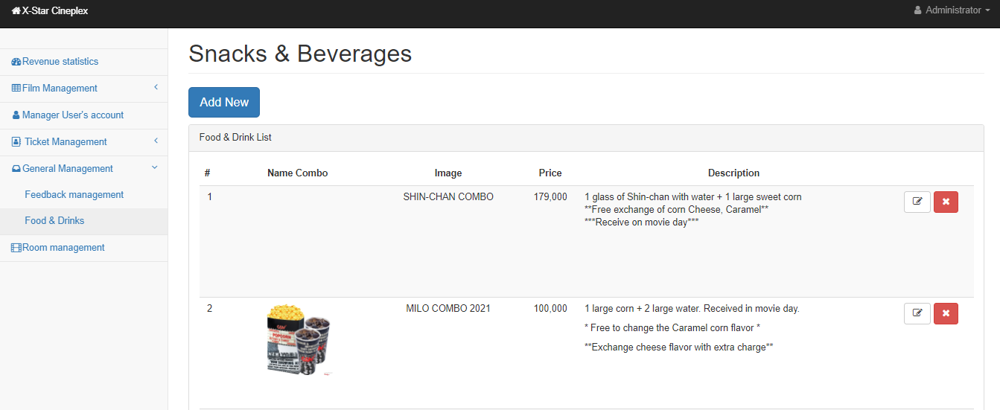 X-Star Cineplex
Administrator
Revenue statistics
Film Management
Manager User's account
Ticket Management
General Management
Feedback management
Food & Drinks
Room management
Snacks & Beverages
Add New
Food & Drink List
# Name Combo Image Price Description
1 SHIN-CHAN COMBO 179,000 1 glass of Shin-chan with water + 1 large sweet corn
**Free exchange of corn Cheese, Caramel**
***Receive on movie day***
2 MILO COMBO 2021 100,000 1 large corn + 2 large water. Received in movie day.
* Free to change the Caramel corn flavor *
**Exchange cheese flavor with extra charge**
POPCORN